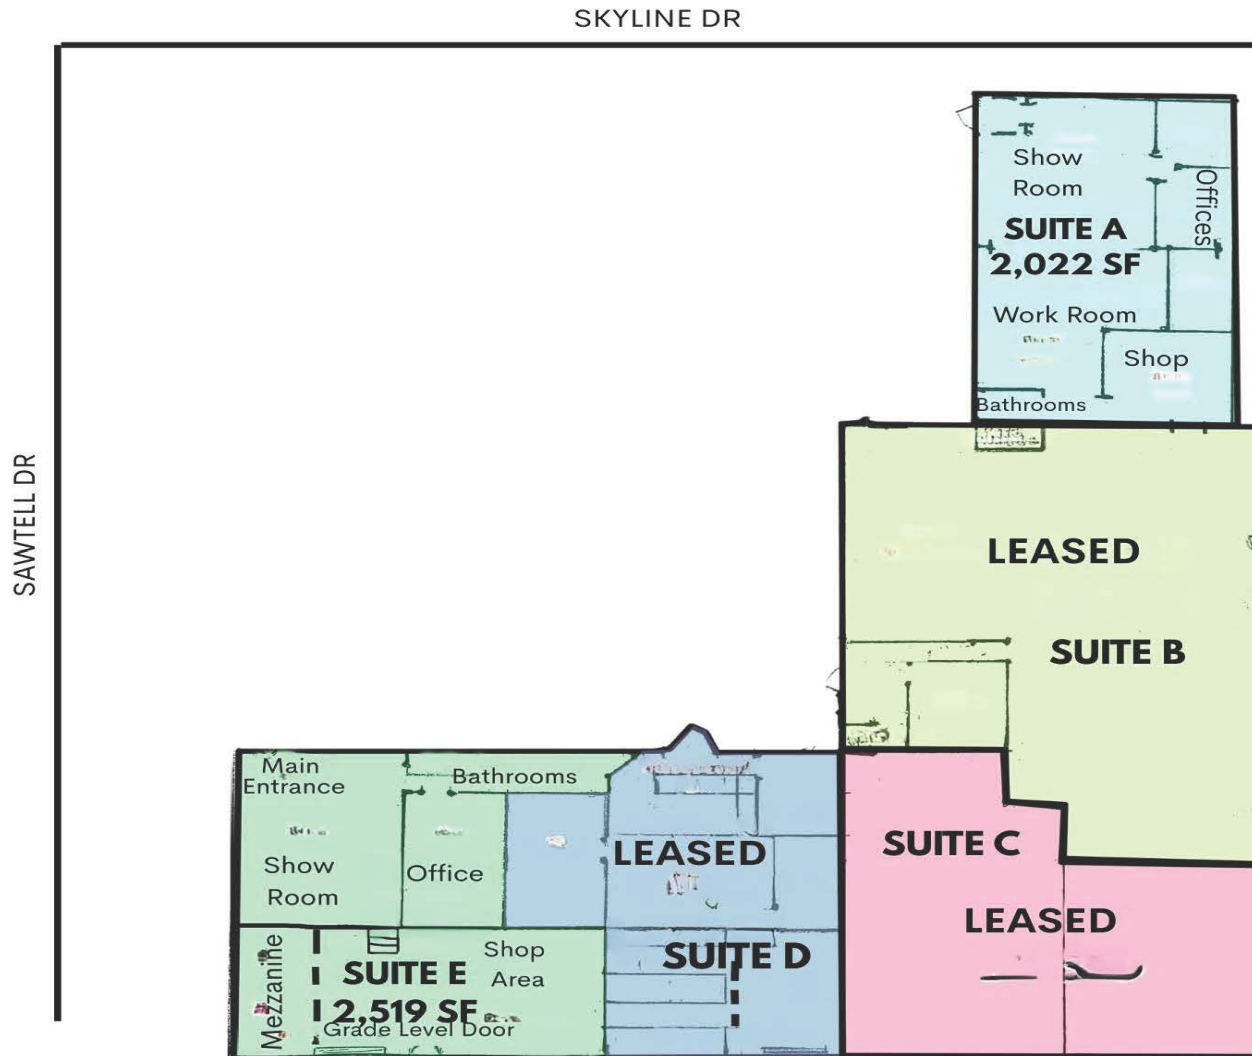 SKYLINE DR
SAWTELL DR
Show
Room
Offices
SUITE A
2,022 SF
Work Room
Shop
Bathrooms
LEASED
SUITE B
Main
Entrance
Bathrooms
Show
Room
Office
LEASED
SUITE C
LEASED
Mezzanine
Shop
Area
SUITE E
2,519 SF
Grade Level Door
SUITE D